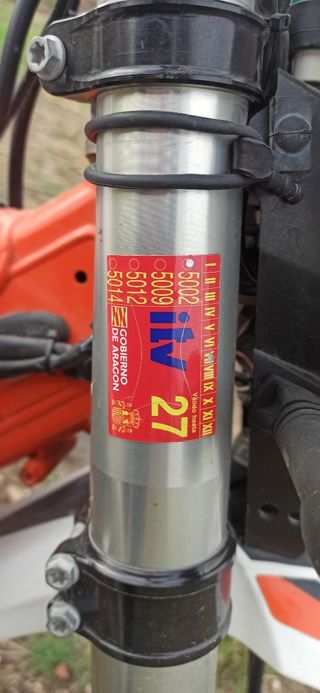 I II III IV V VI VII VIII IX X XI XII
5002
5009
5012
5014
itv 27
Válido hasta
GOBIERNO
DE ARAGON